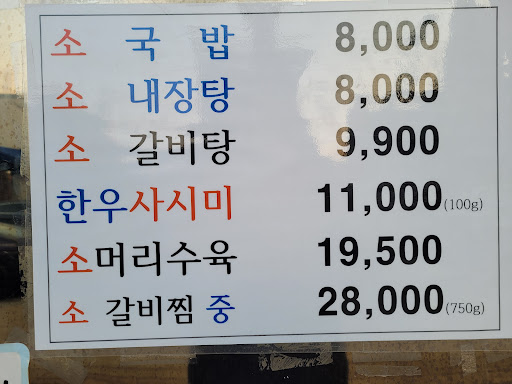 소 국밥 8,000
소 내장탕 8,000
소 갈비탕 9,900
한우사시미 11,000(100g)
소머리수육 19,500
소 갈비찜 중 28,000(750g)